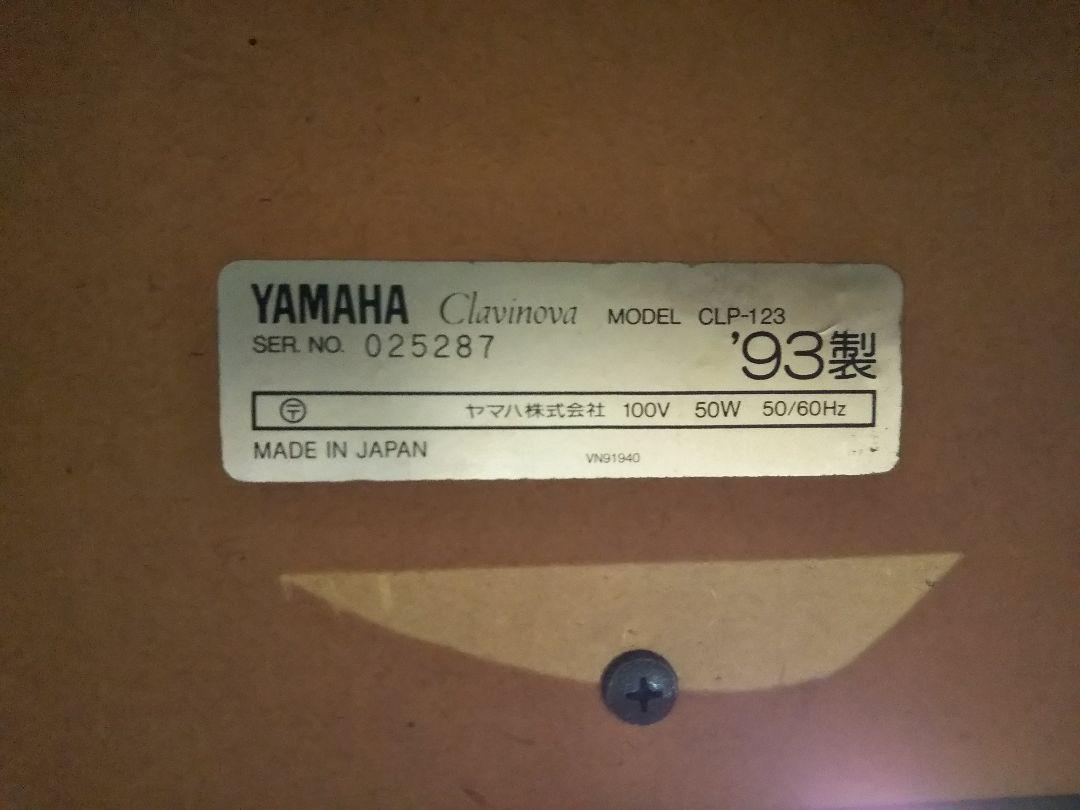 YAMAHA Clavinova MODEL CLP-123
SER. NO. 025287
'93製
〶 ヤマハ株式会社 100V 50W 50/60Hz
MADE IN JAPAN VN91940